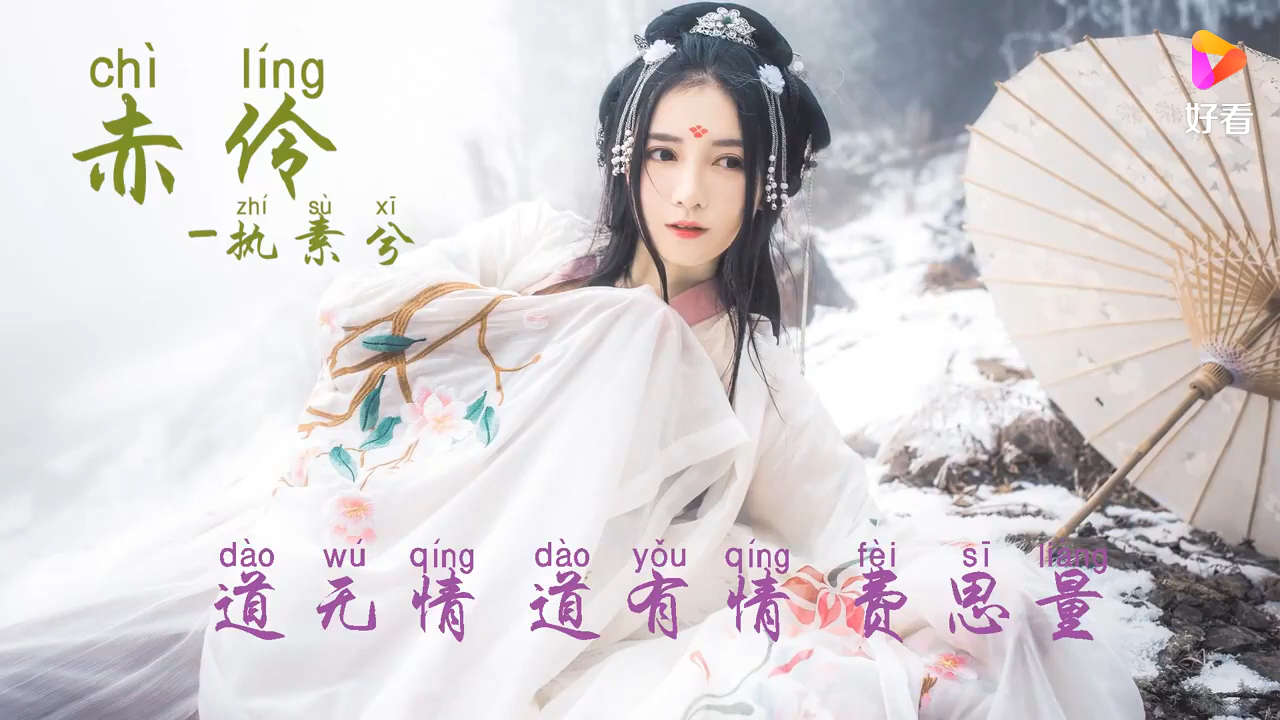 chì líng
赤伶
zhí sù xī
-执素兮
好看
dào wú qíng dào yǒu qíng fèi sī liàng
道无情 道有情 费思量